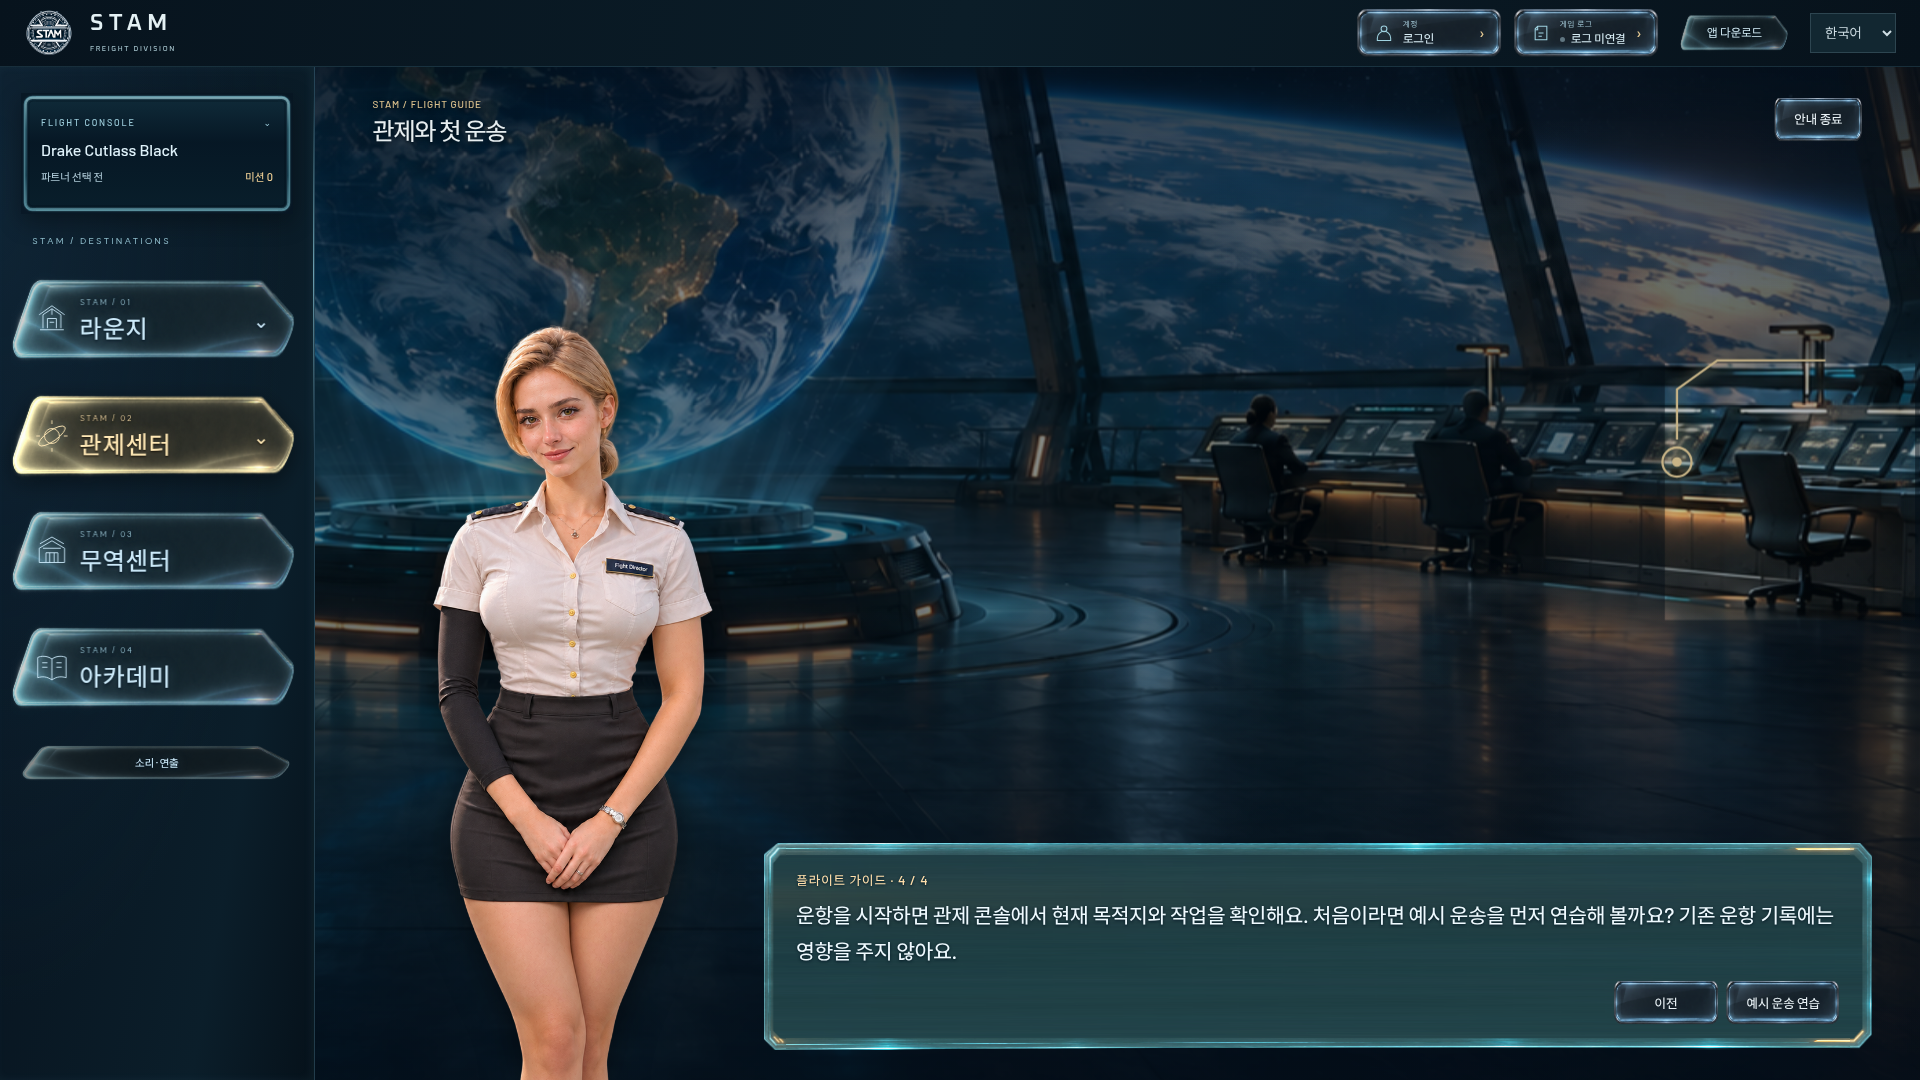 STAM
STAM
FREIGHT DIVISION
계정
로그인
게임 로그
로그 미연결
앱 다운로드
한국어
FLIGHT CONSOLE
Drake Cutlass Black
파트너 선택 전
미션 0
STAM / DESTINATIONS
STAM / 01
라운지
STAM / 02
관제센터
STAM / 03
무역센터
STAM / 04
아카데미
소리·연출
STAM / FLIGHT GUIDE
관제와 첫 운송
안내 종료
Fight Director
플라이트 가이드 · 4 / 4
운항을 시작하면 관제 콘솔에서 현재 목적지와 작업을 확인해요. 처음이라면 예시 운송을 먼저 연습해 볼까요? 기존 운항 기록에는
영향을 주지 않아요.
이전
예시 운송 연습